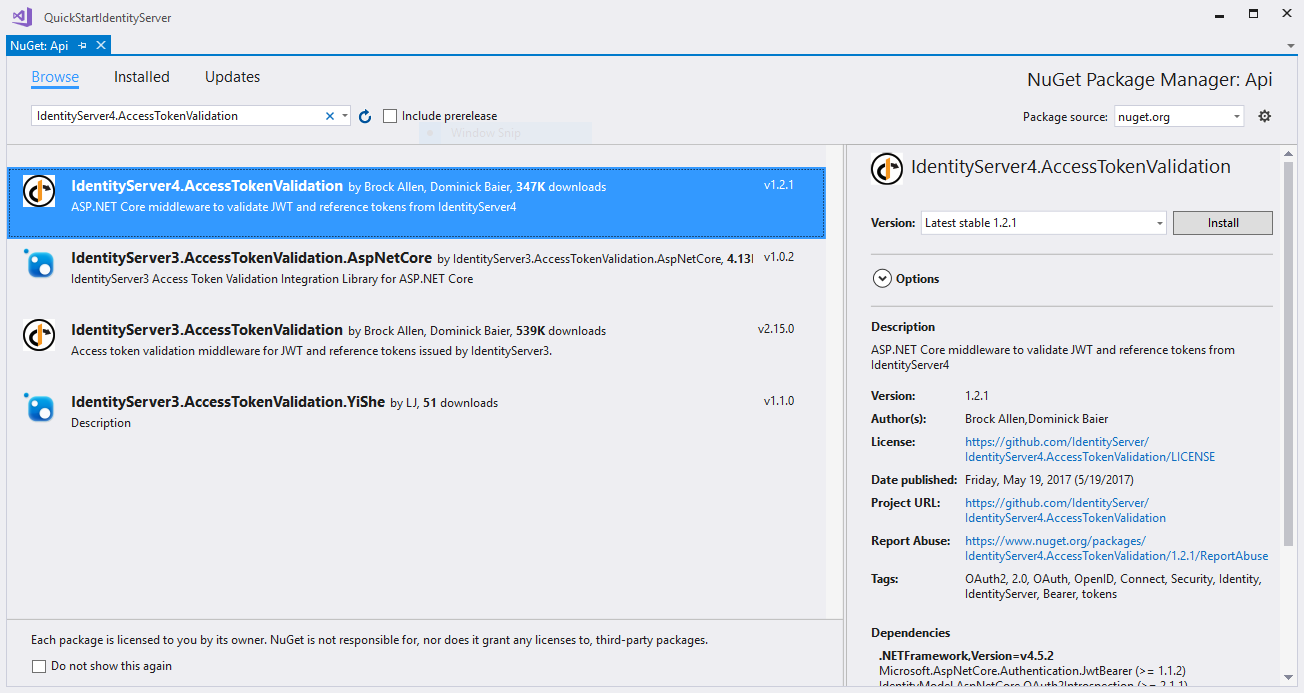 QuickStartIdentityServer
NuGet: Api
Browse Installed Updates
NuGet Package Manager: Api
IdentityServer4.AccessTokenValidation
Include prerelease
Package source: nuget.org
Window Snip
IdentityServer4.AccessTokenValidation by Brock Allen, Dominick Baier, 347K downloads v1.2.1
ASP.NET Core middleware to validate JWT and reference tokens from IdentityServer4
IdentityServer3.AccessTokenValidation.AspNetCore by IdentityServer3.AccessTokenValidation.AspNetCore, 4.13 v1.0.2
IdentityServer3 Access Token Validation Integration Library for ASP.NET Core
IdentityServer3.AccessTokenValidation by Brock Allen, Dominick Baier, 539K downloads v2.15.0
Access token validation middleware for JWT and reference tokens issued by IdentityServer3.
IdentityServer3.AccessTokenValidation.YiShe by LJ, 51 downloads v1.1.0
Description
Each package is licensed to you by its owner. NuGet is not responsible for, nor does it grant any licenses to, third-party packages.
Do not show this again
IdentityServer4.AccessTokenValidation
Version: Latest stable 1.2.1 Install
Options
Description
ASP.NET Core middleware to validate JWT and reference tokens from
IdentityServer4
Version: 1.2.1
Author(s): Brock Allen,Dominick Baier
License: https://github.com/IdentityServer/
IdentityServer4.AccessTokenValidation/LICENSE
Date published: Friday, May 19, 2017 (5/19/2017)
Project URL: https://github.com/IdentityServer/
IdentityServer4.AccessTokenValidation
Report Abuse: https://www.nuget.org/packages/
IdentityServer4.AccessTokenValidation/1.2.1/ReportAbuse
Tags: OAuth2, 2.0, OAuth, OpenID, Connect, Security, Identity,
IdentityServer, Bearer, tokens
Dependencies
.NETFramework,Version=v4.5.2
Microsoft.AspNetCore.Authentication.JwtBearer (>= 1.1.2)
IdentityModel.AspNetCore.OAuth2Introspection (>= 2.1.1)